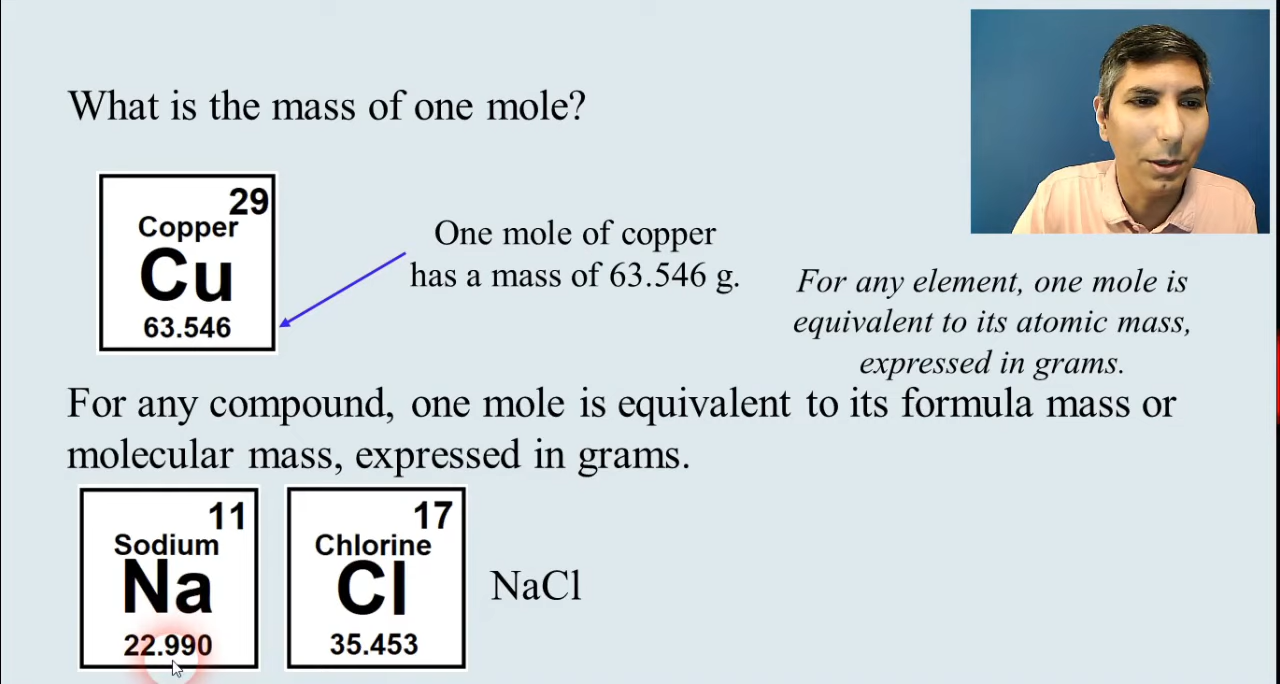 What is the mass of one mole?
29
Copper
Cu
63.546
One mole of copper
has a mass of 63.546 g.
For any element, one mole is
equivalent to its atomic mass,
expressed in grams.
For any compound, one mole is equivalent to its formula mass or
molecular mass, expressed in grams.
11
Sodium
Na
22.990
17
Chlorine
Cl
35.453
NaCl